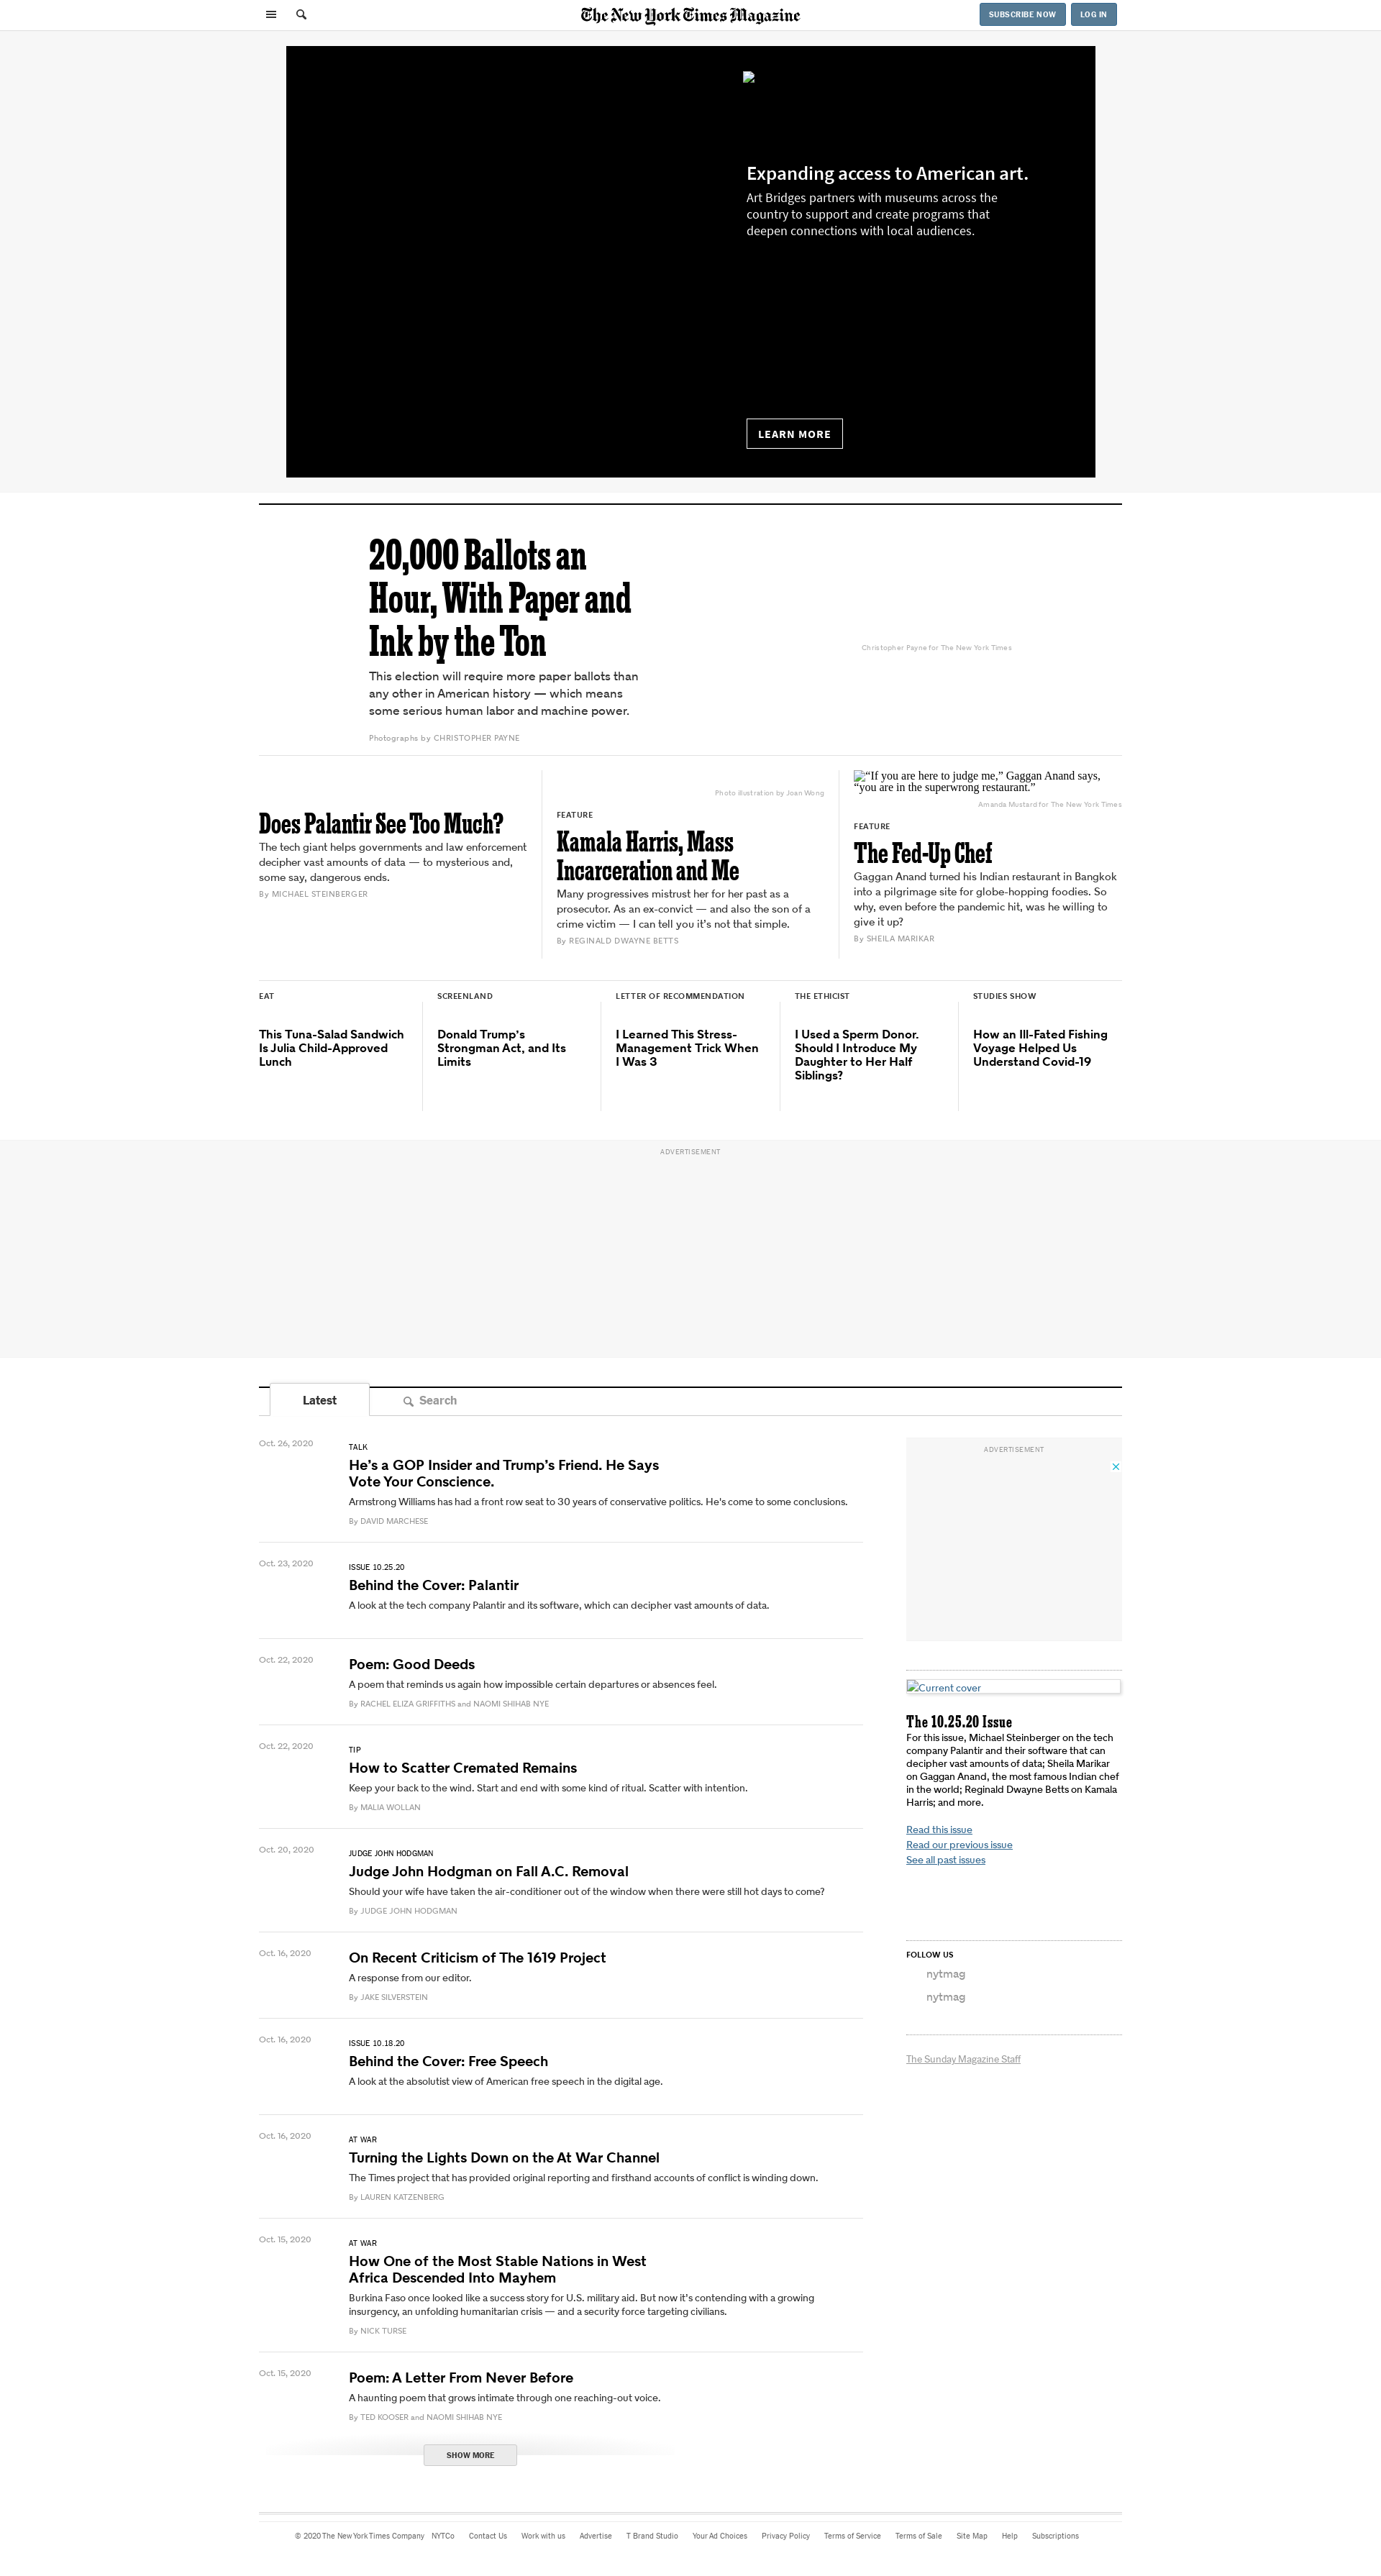 The New York Times Magazine
SUBSCRIBE NOW
LOG IN
Expanding access to American art.
Art Bridges partners with museums across the
country to support and create programs that
deepen connections with local audiences.
LEARN MORE
20,000 Ballots an
Hour, With Paper and
Ink by the Ton
This election will require more paper ballots than
any other in American history — which means
some serious human labor and machine power.
Photographs by CHRISTOPHER PAYNE
Christopher Payne for The New York Times
Does Palantir See Too Much?
The tech giant helps governments and law enforcement
decipher vast amounts of data — to mysterious and,
some say, dangerous ends.
By MICHAEL STEINBERGER
Photo illustration by Joan Wong
FEATURE
Kamala Harris, Mass
Incarceration and Me
Many progressives mistrust her for her past as a
prosecutor. As an ex-convict — and also the son of a
crime victim — I can tell you it’s not that simple.
By REGINALD DWAYNE BETTS
“If you are here to judge me,” Gaggan Anand says,
“you are in the superwrong restaurant.”
Amanda Mustard for The New York Times
FEATURE
The Fed-Up Chef
Gaggan Anand turned his Indian restaurant in Bangkok
into a pilgrimage site for globe-hopping foodies. So
why, even before the pandemic hit, was he willing to
give it up?
By SHEILA MARIKAR
EAT
This Tuna-Salad Sandwich
Is Julia Child-Approved
Lunch
SCREENLAND
Donald Trump’s
Strongman Act, and Its
Limits
LETTER OF RECOMMENDATION
I Learned This Stress-
Management Trick When
I Was 3
THE ETHICIST
I Used a Sperm Donor.
Should I Introduce My
Daughter to Her Half
Siblings?
STUDIES SHOW
How an Ill-Fated Fishing
Voyage Helped Us
Understand Covid-19
ADVERTISEMENT
Latest
Search
Oct. 26, 2020
TALK
He’s a GOP Insider and Trump’s Friend. He Says
Vote Your Conscience.
Armstrong Williams has had a front row seat to 30 years of conservative politics. He's come to some conclusions.
By DAVID MARCHESE
Oct. 23, 2020
ISSUE 10.25.20
Behind the Cover: Palantir
A look at the tech company Palantir and its software, which can decipher vast amounts of data.
Oct. 22, 2020
Poem: Good Deeds
A poem that reminds us again how impossible certain departures or absences feel.
By RACHEL ELIZA GRIFFITHS and NAOMI SHIHAB NYE
Oct. 22, 2020
TIP
How to Scatter Cremated Remains
Keep your back to the wind. Start and end with some kind of ritual. Scatter with intention.
By MALIA WOLLAN
Oct. 20, 2020
JUDGE JOHN HODGMAN
Judge John Hodgman on Fall A.C. Removal
Should your wife have taken the air-conditioner out of the window when there were still hot days to come?
By JUDGE JOHN HODGMAN
Oct. 16, 2020
On Recent Criticism of The 1619 Project
A response from our editor.
By JAKE SILVERSTEIN
Oct. 16, 2020
ISSUE 10.18.20
Behind the Cover: Free Speech
A look at the absolutist view of American free speech in the digital age.
Oct. 16, 2020
AT WAR
Turning the Lights Down on the At War Channel
The Times project that has provided original reporting and firsthand accounts of conflict is winding down.
By LAUREN KATZENBERG
Oct. 15, 2020
AT WAR
How One of the Most Stable Nations in West
Africa Descended Into Mayhem
Burkina Faso once looked like a success story for U.S. military aid. But now it’s contending with a growing
insurgency, an unfolding humanitarian crisis — and a security force targeting civilians.
By NICK TURSE
Oct. 15, 2020
Poem: A Letter From Never Before
A haunting poem that grows intimate through one reaching-out voice.
By TED KOOSER and NAOMI SHIHAB NYE
SHOW MORE
ADVERTISEMENT
Current cover
The 10.25.20 Issue
For this issue, Michael Steinberger on the tech
company Palantir and their software that can
decipher vast amounts of data; Sheila Marikar
on Gaggan Anand, the most famous Indian chef
in the world; Reginald Dwayne Betts on Kamala
Harris; and more.
Read this issue
Read our previous issue
See all past issues
FOLLOW US
nytmag
nytmag
The Sunday Magazine Staff
© 2020 The New York Times Company NYTCo Contact Us Work with us Advertise T Brand Studio Your Ad Choices Privacy Policy Terms of Service Terms of Sale Site Map Help Subscriptions